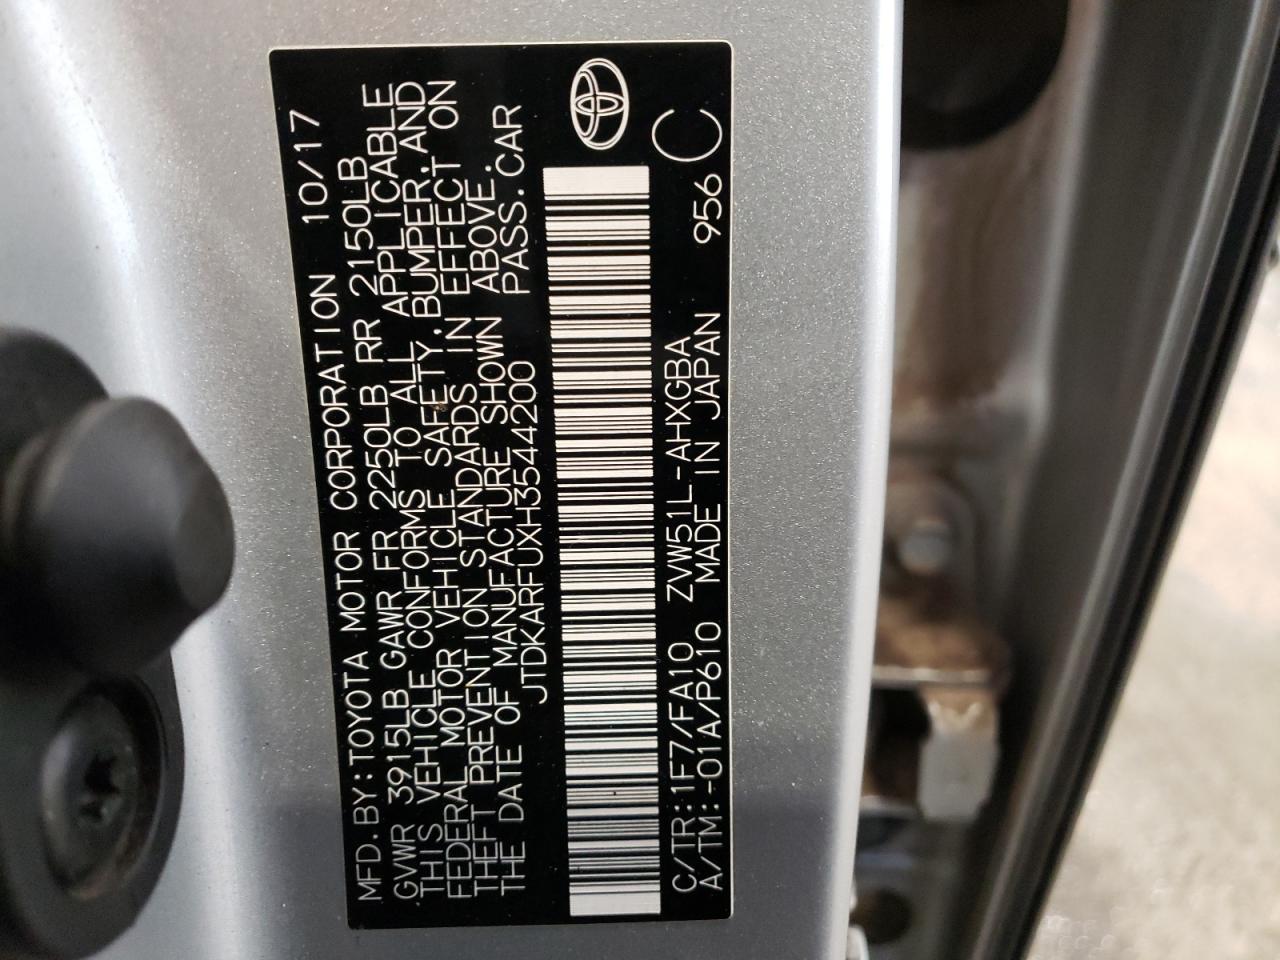 MFD. BY:TOYOTA MOTOR CORPORATION 10/17
GVWR 3915LB GAWR FR 2250LB RR 2150LB
THIS VEHICLE CONFORMS TO ALL APPLICABLE
FEDERAL MOTOR VEHICLE SAFETY, BUMPER, AND
THEFT PREVENTION STANDARDS IN EFFECT ON
THE DATE OF MANUFACTURE SHOWN ABOVE.
JTDKARFUXH3544200 PASS. CAR
C/TR:1F7/FA10 ZVW51L-AHXGBA 956
A/TM:-01A/P610 MADE IN JAPAN C